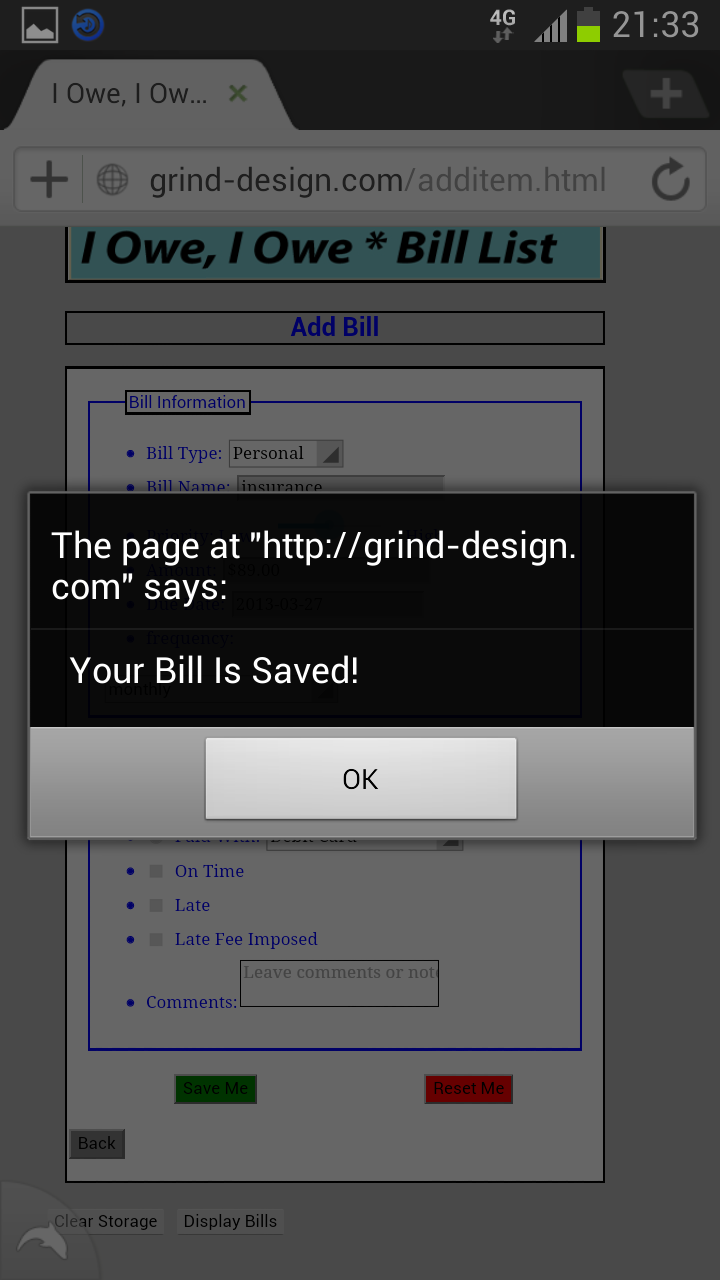 4G 21:33
I Owe, I Ow...
grind-design.com/additem.html
I Owe, I Owe * Bill List
Add Bill
Bill Information
Bill Type: Personal
Bill Name: insurance
The page at "http://grind-design.
com" says:
Amount: $89.00
Due Date: 2013-03-27
frequency:
Your Bill Is Saved!
monthly
OK
Paid With: Debit Card
On Time
Late
Late Fee Imposed
Leave comments or not
Comments:
Save Me Reset Me
Back
Clear Storage Display Bills